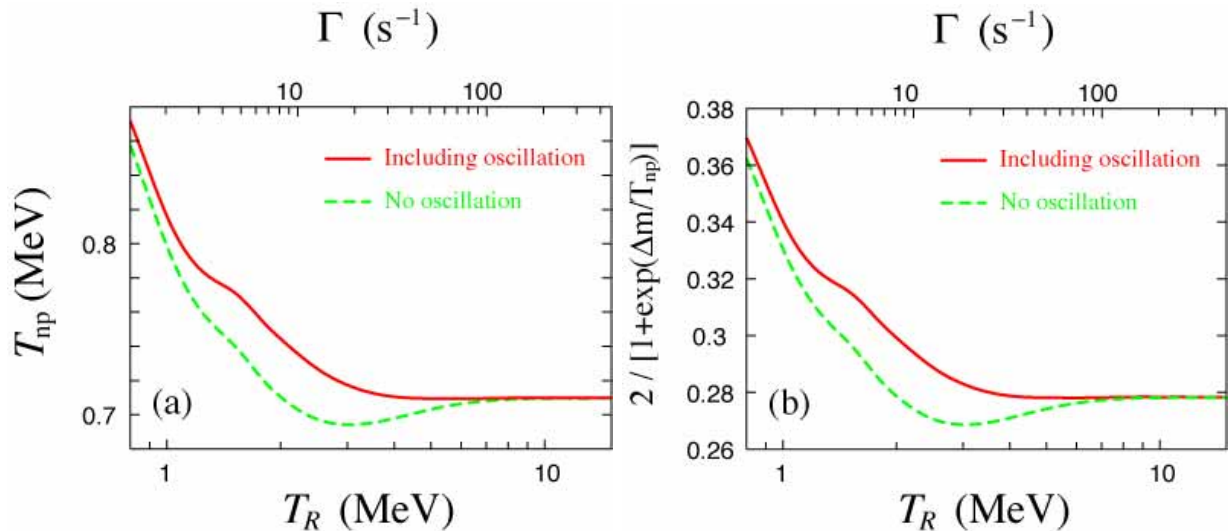 Γ (s⁻¹)
10 100
Including oscillation
No oscillation
T_np (MeV)
0.8
0.7
(a)
1 10
T_R (MeV)
Γ (s⁻¹)
10 100
0.38
0.36
0.34
0.32
0.3
0.28
0.26
Including oscillation
No oscillation
2 / [1+exp(Δm/T_np)]
(b)
1 10
T_R (MeV)